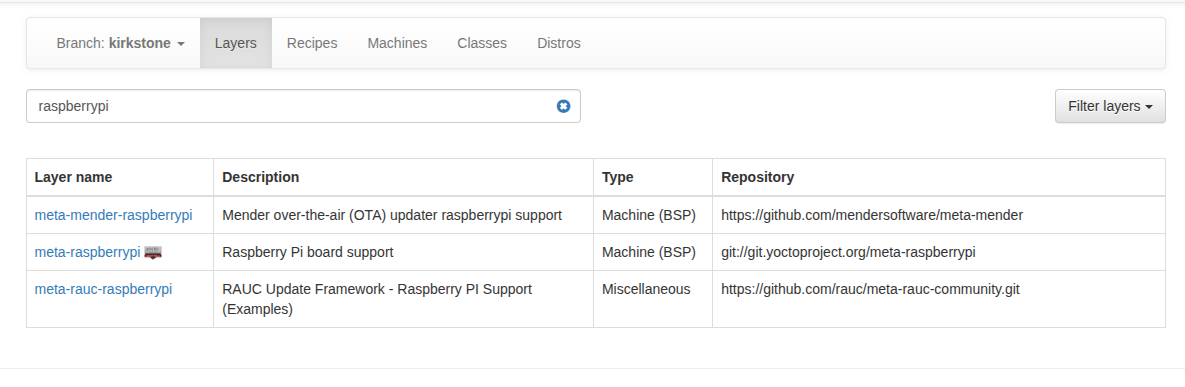 Branch: kirkstone Layers Recipes Machines Classes Distros
raspberrypi Filter layers
Layer name Description Type Repository
meta-mender-raspberrypi Mender over-the-air (OTA) updater raspberrypi support Machine (BSP) https://github.com/mendersoftware/meta-mender
meta-raspberrypi Raspberry Pi board support Machine (BSP) git://git.yoctoproject.org/meta-raspberrypi
meta-rauc-raspberrypi RAUC Update Framework - Raspberry PI Support Miscellaneous https://github.com/rauc/meta-rauc-community.git
(Examples)